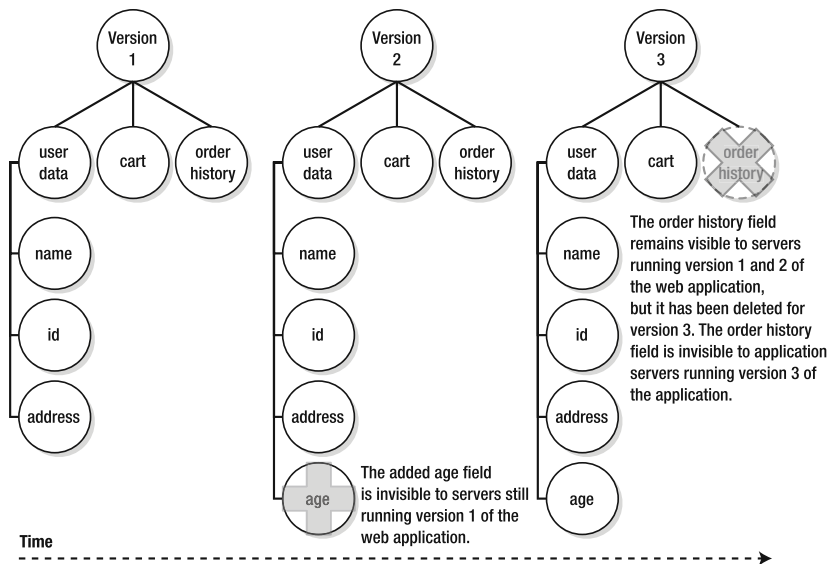 Version
1
user
data
cart
order
history
name
id
address
Version
2
user
data
cart
order
history
name
id
address
age
The added age field
is invisible to servers still
running version 1 of the
web application.
Version
3
user
data
cart
order
history
name
id
address
age
The order history field
remains visible to servers
running version 1 and 2 of
the web application,
but it has been deleted for
version 3. The order history
field is invisible to application
servers running version 3 of
the application.
Time